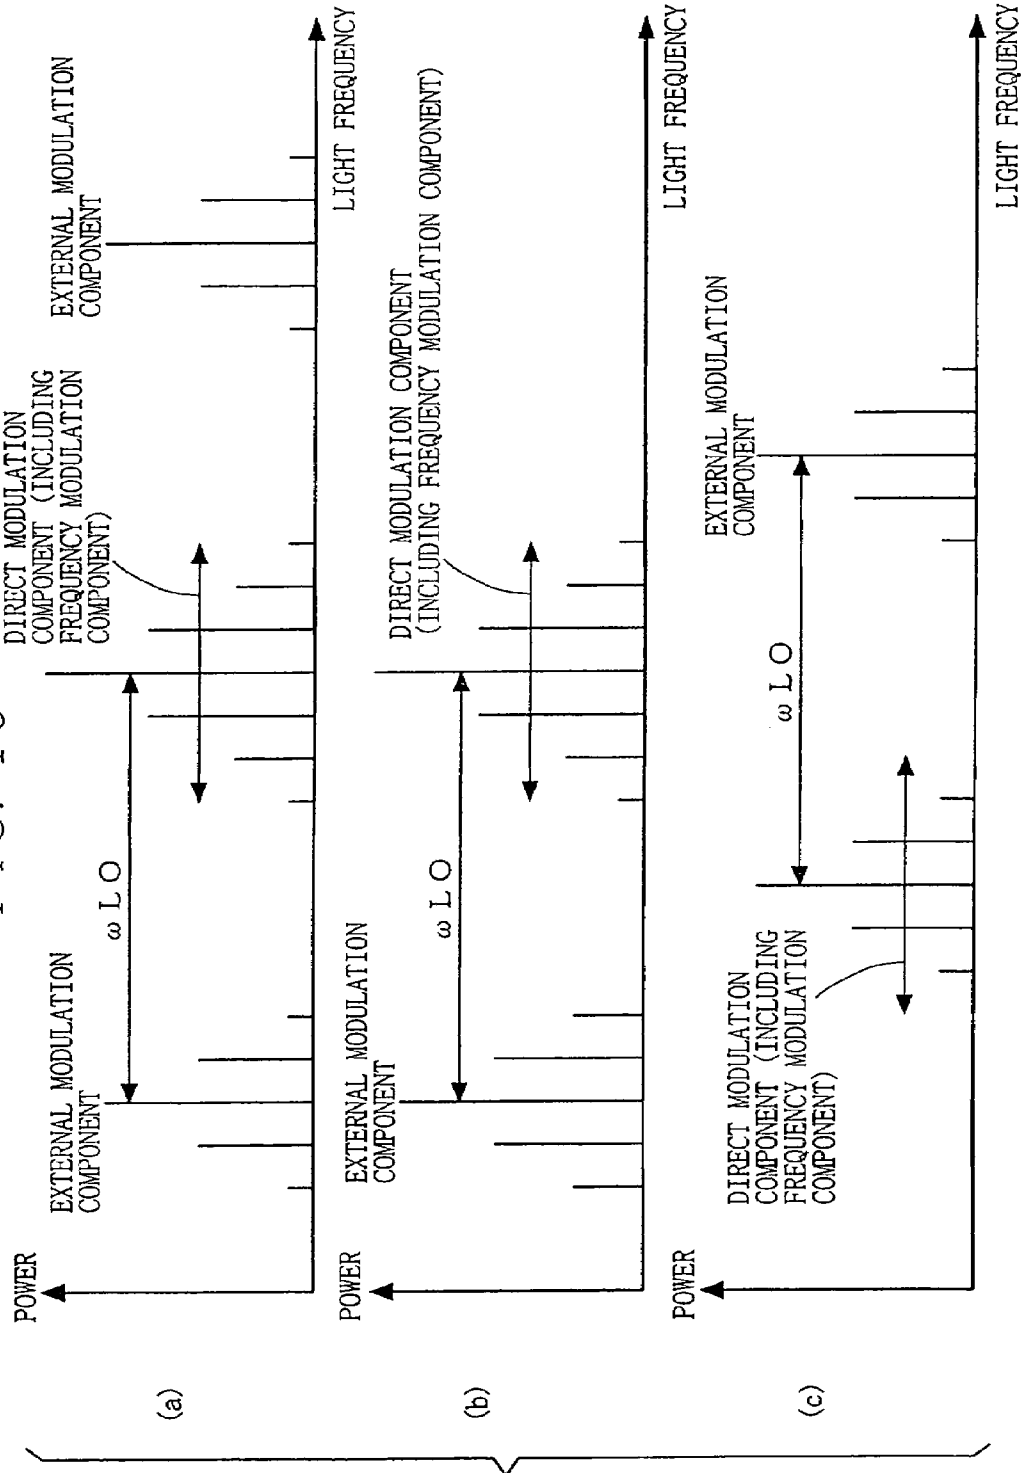 (a)
POWER
EXTERNAL MODULATION
COMPONENT
ωLO
DIRECT MODULATION
COMPONENT (INCLUDING
FREQUENCY MODULATION
COMPONENT)
EXTERNAL MODULATION
COMPONENT
LIGHT FREQUENCY
(b)
POWER
EXTERNAL MODULATION
COMPONENT
ωLO
DIRECT MODULATION COMPONENT
(INCLUDING FREQUENCY MODULATION COMPONENT)
LIGHT FREQUENCY
(c)
POWER
DIRECT MODULATION
COMPONENT (INCLUDING
FREQUENCY MODULATION
COMPONENT)
ωLO
EXTERNAL MODULATION
COMPONENT
LIGHT FREQUENCY